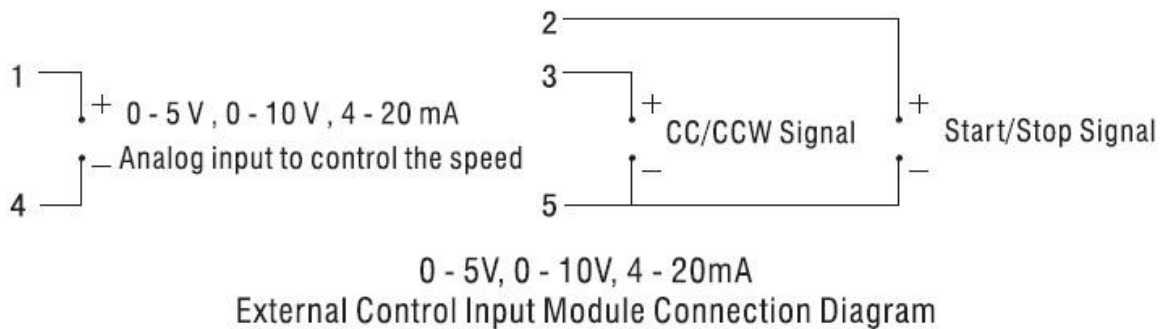 2
1
3
+ 0 - 5 V , 0 - 10 V , 4 - 20 mA
+
+
CC/CCW Signal
Start/Stop Signal
– Analog input to control the speed
–
–
4
5
0 - 5V, 0 - 10V, 4 - 20mA
External Control Input Module Connection Diagram